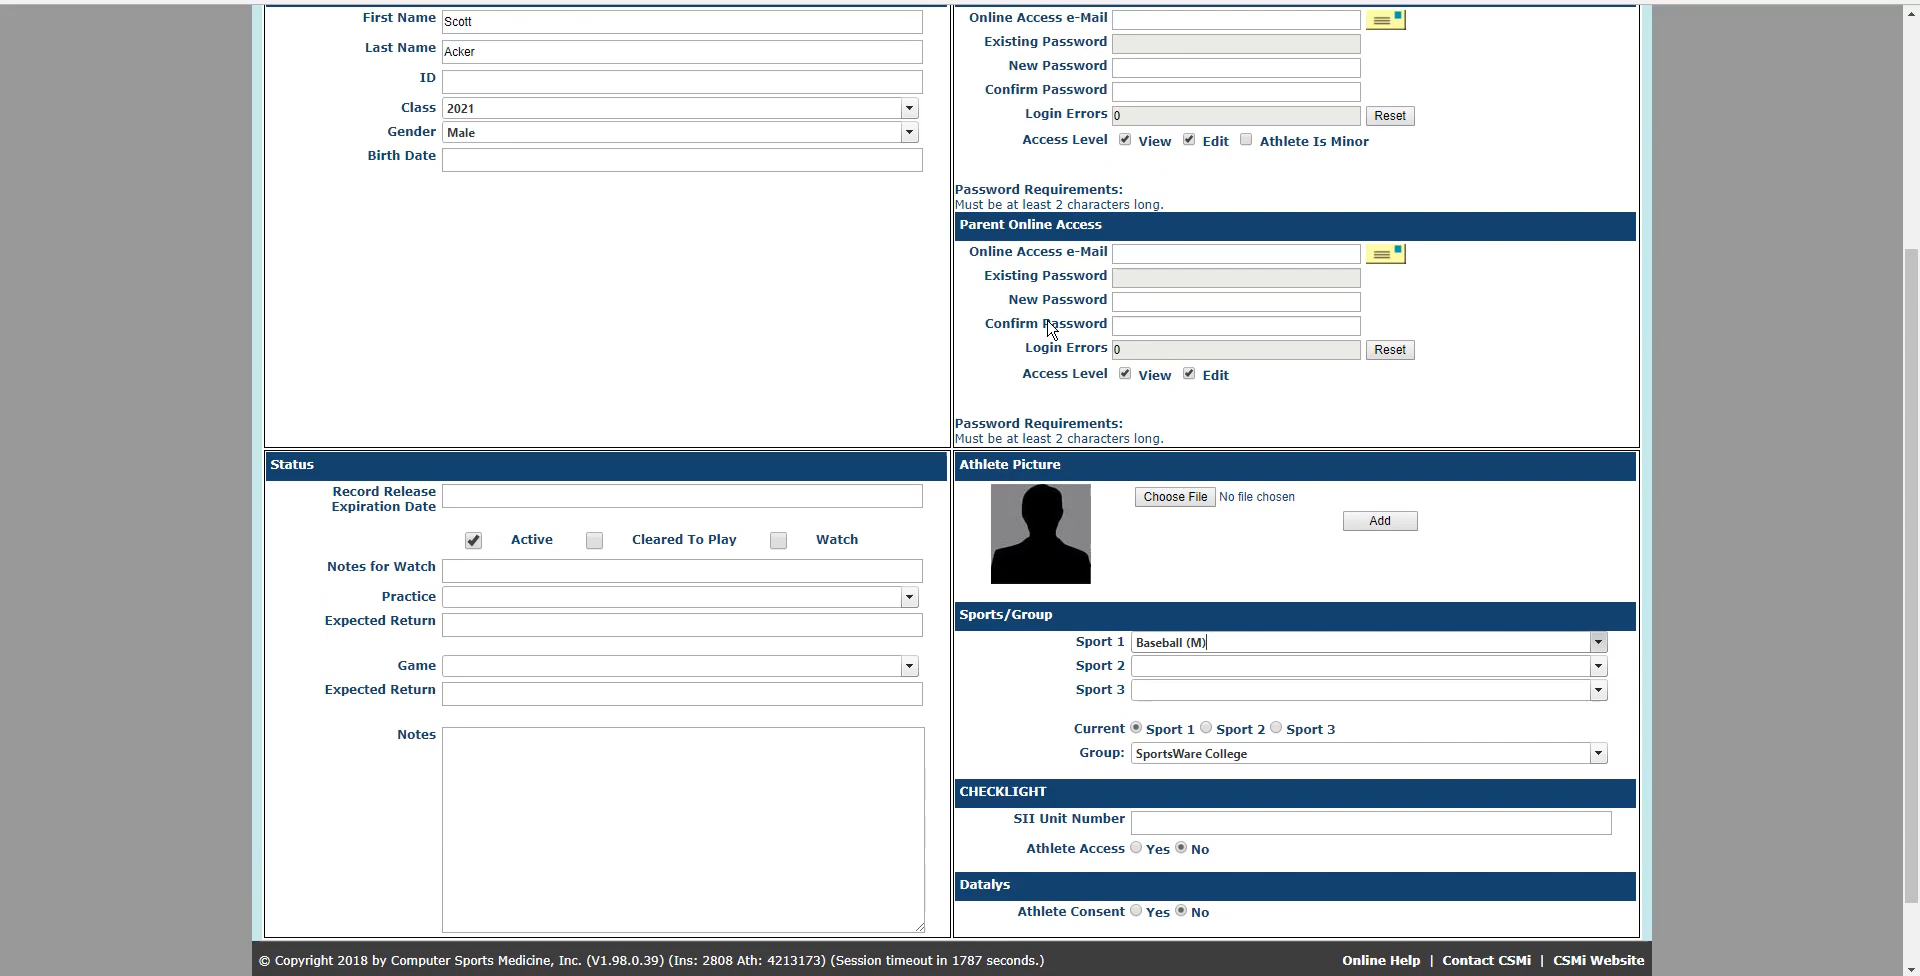 First Name Scott
Last Name Acker
ID
Class 2021
Gender Male
Birth Date
Online Access e-Mail
Existing Password
New Password
Confirm Password
Login Errors 0 Reset
Access Level View Edit Athlete Is Minor
Password Requirements:
Must be at least 2 characters long.
Parent Online Access
Online Access e-Mail
Existing Password
New Password
Confirm Password
Login Errors 0 Reset
Access Level View Edit
Password Requirements:
Must be at least 2 characters long.
Status
Record Release
Expiration Date
Active Cleared To Play Watch
Notes for Watch
Practice
Expected Return
Game
Expected Return
Notes
Athlete Picture
Choose File No file chosen
Add
Sports/Group
Sport 1 Baseball (M)
Sport 2
Sport 3
Current Sport 1 Sport 2 Sport 3
Group: SportsWare College
CHECKLIGHT
SII Unit Number
Athlete Access Yes No
Datalys
Athlete Consent Yes No
© Copyright 2018 by Computer Sports Medicine, Inc. (V1.98.0.39) (Ins: 2808 Ath: 4213173) (Session timeout in 1787 seconds.) Online Help | Contact CSMi | CSMi Website